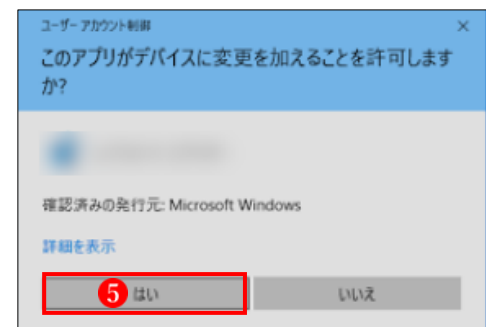 ユーザー アカウント制御
×
このアプリがデバイスに変更を加えることを許可します
か?
確認済みの発行元: Microsoft Windows
詳細を表示
5 はい
いいえ